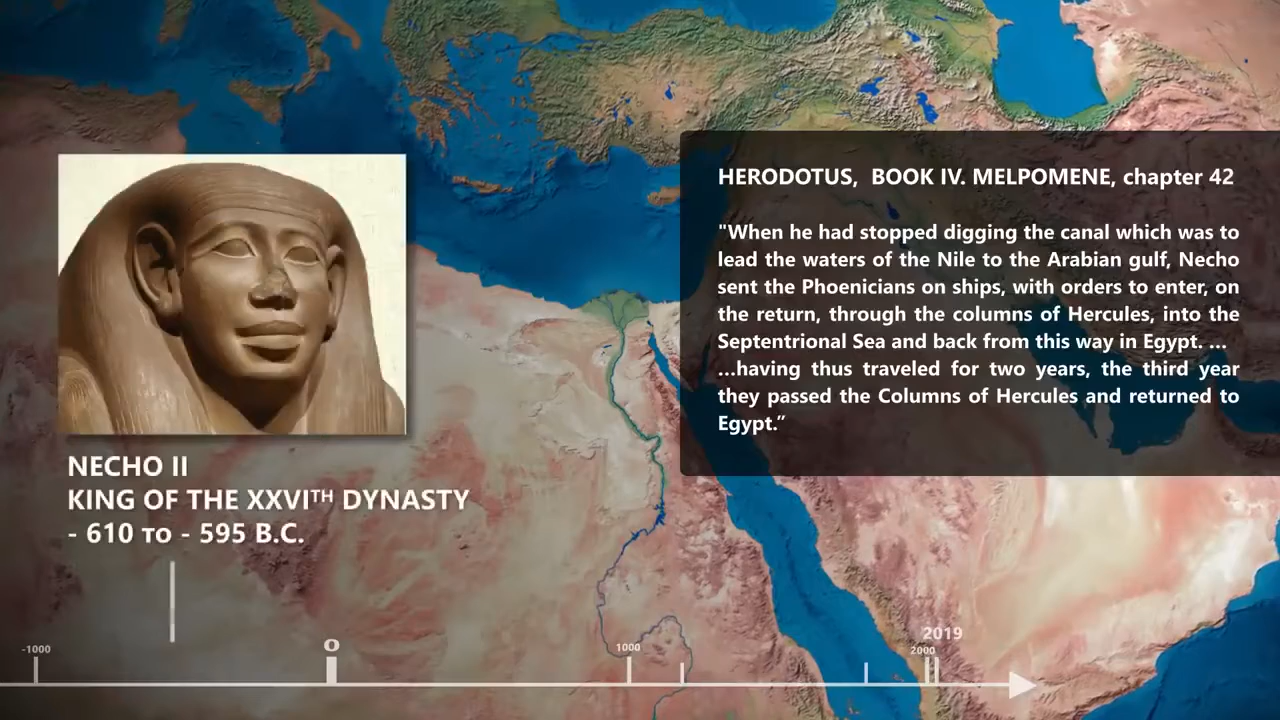 HERODOTUS, BOOK IV. MELPOMENE, chapter 42
"When he had stopped digging the canal which was to
lead the waters of the Nile to the Arabian gulf, Necho
sent the Phoenicians on ships, with orders to enter, on
the return, through the columns of Hercules, into the
Septentrional Sea and back from this way in Egypt. ...
...having thus traveled for two years, the third year
they passed the Columns of Hercules and returned to
Egypt.”
NECHO II
KING OF THE XXVITH DYNASTY
- 610 TO - 595 B.C.
-1000
0
1000
2000
2019